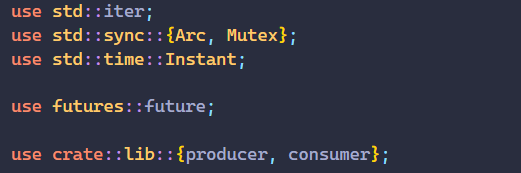 use std::iter;
use std::sync::{Arc, Mutex};
use std::time::Instant;
use futures::future;
use crate::lib::{producer, consumer};